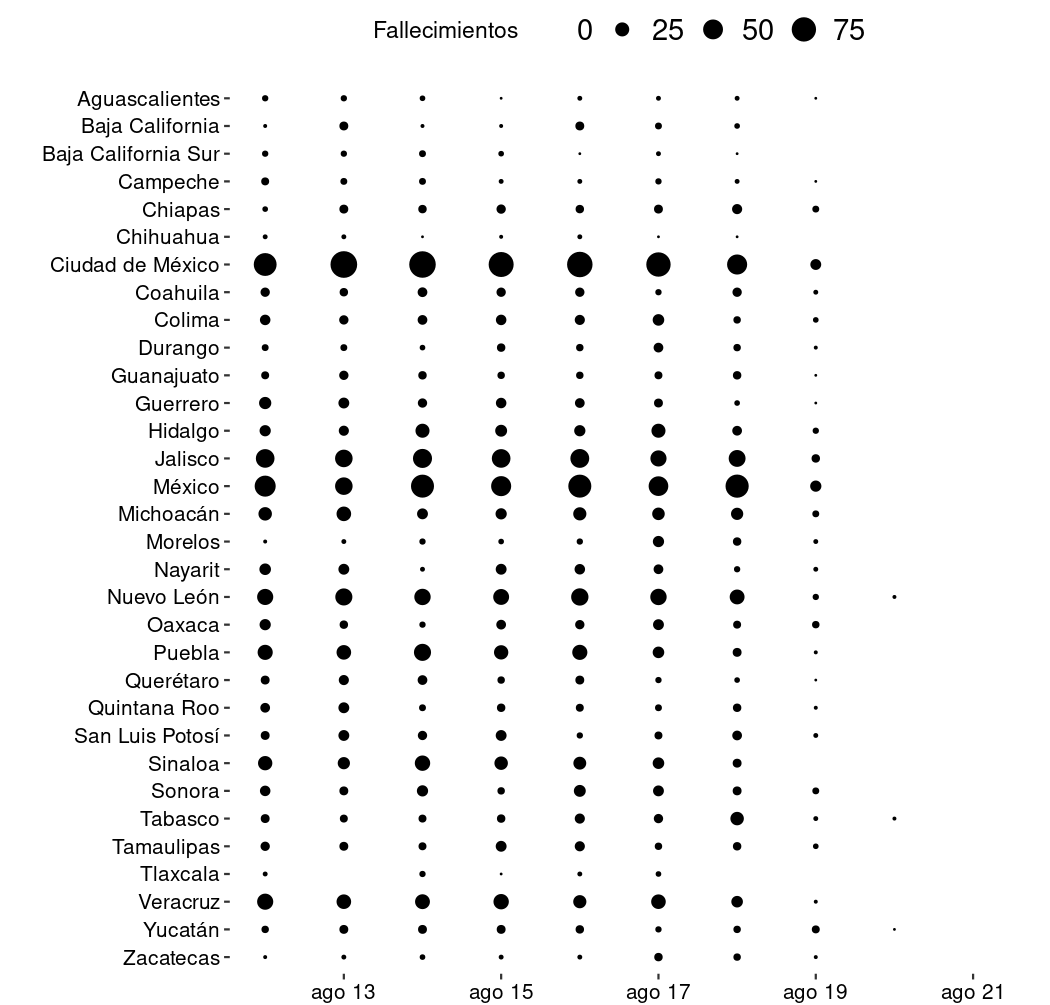 Fallecimientos 0 25 50 75
Aguascalientes
Baja California
Baja California Sur
Campeche
Chiapas
Chihuahua
Ciudad de México
Coahuila
Colima
Durango
Guanajuato
Guerrero
Hidalgo
Jalisco
México
Michoacán
Morelos
Nayarit
Nuevo León
Oaxaca
Puebla
Querétaro
Quintana Roo
San Luis Potosí
Sinaloa
Sonora
Tabasco
Tamaulipas
Tlaxcala
Veracruz
Yucatán
Zacatecas
ago 13 ago 15 ago 17 ago 19 ago 21